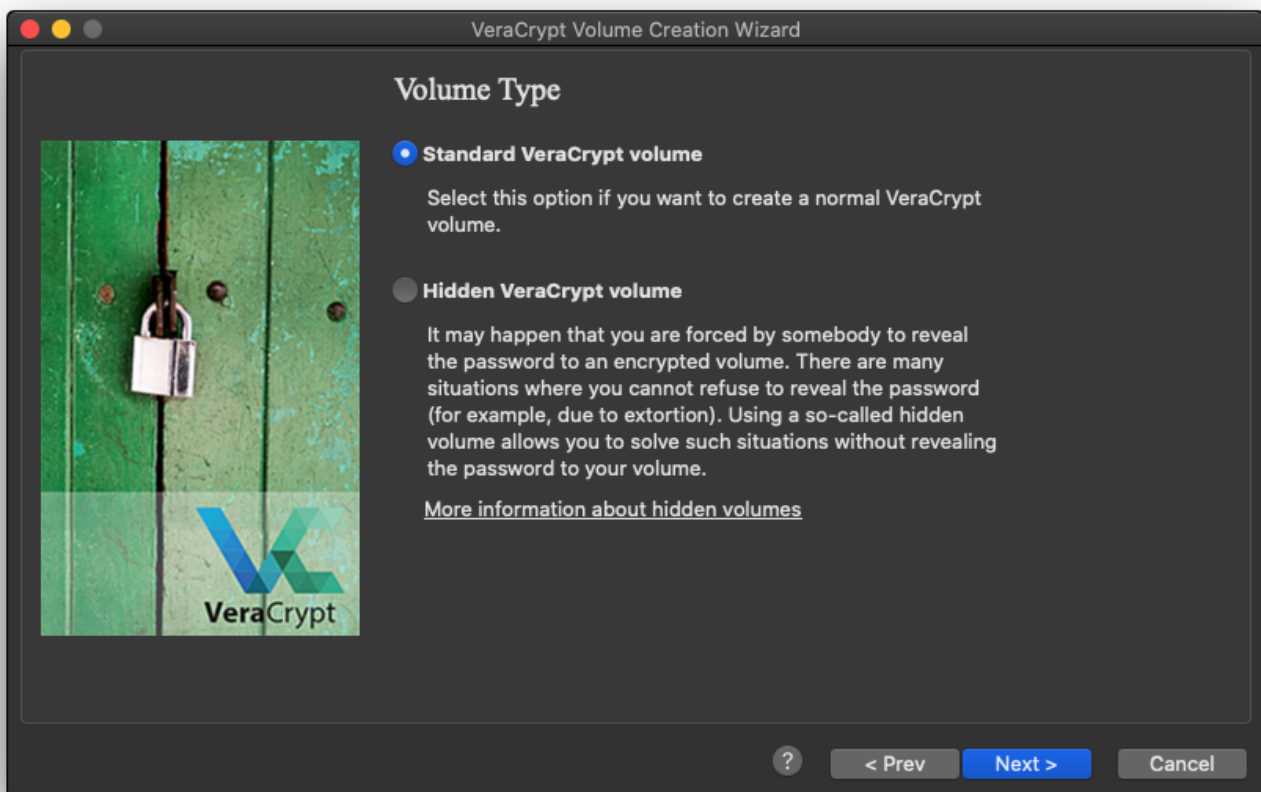 VeraCrypt Volume Creation Wizard
Volume Type
Standard VeraCrypt volume
Select this option if you want to create a normal VeraCrypt
volume.
Hidden VeraCrypt volume
It may happen that you are forced by somebody to reveal
the password to an encrypted volume. There are many
situations where you cannot refuse to reveal the password
(for example, due to extortion). Using a so-called hidden
volume allows you to solve such situations without revealing
the password to your volume.
More information about hidden volumes
VeraCrypt
? < Prev Next > Cancel